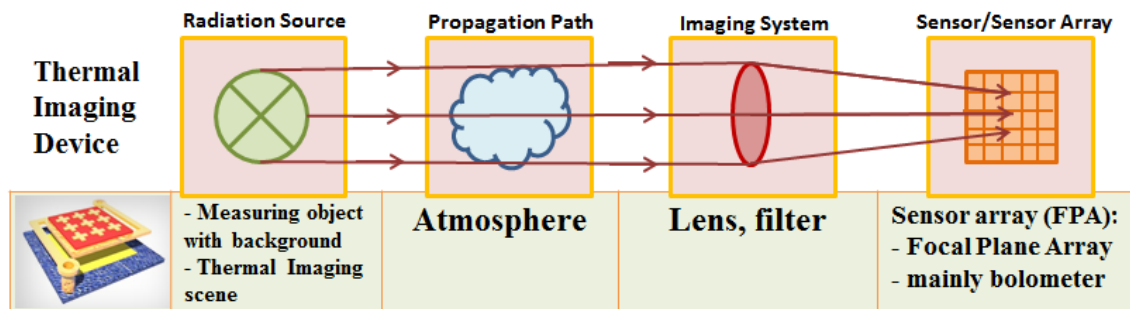 Radiation Source
Propagation Path
Imaging System
Sensor/Sensor Array
Thermal
Imaging
Device
- Measuring object
with background
- Thermal Imaging
scene
Atmosphere
Lens, filter
Sensor array (FPA):
- Focal Plane Array
- mainly bolometer